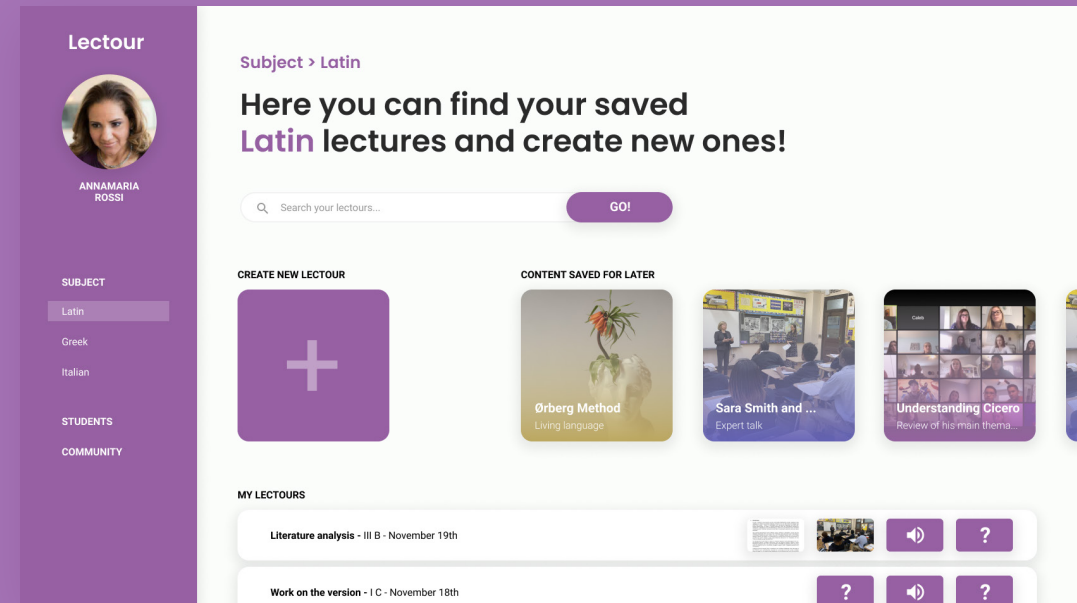 Lectour
ANNAMARIA
ROSSI
SUBJECT
Latin
Greek
Italian
STUDENTS
COMMUNITY
Subject > Latin
Here you can find your saved
Latin lectures and create new ones!
Search your lectours...
GO!
CREATE NEW LECTOUR
CONTENT SAVED FOR LATER
Ørberg Method
Living language
Sara Smith and ...
Expert talk
Caleb
Understanding Cicero
Review of his main thema...
MY LECTOURS
Literature analysis - III B - November 19th
?
Work on the version - I C - November 18th
?
?